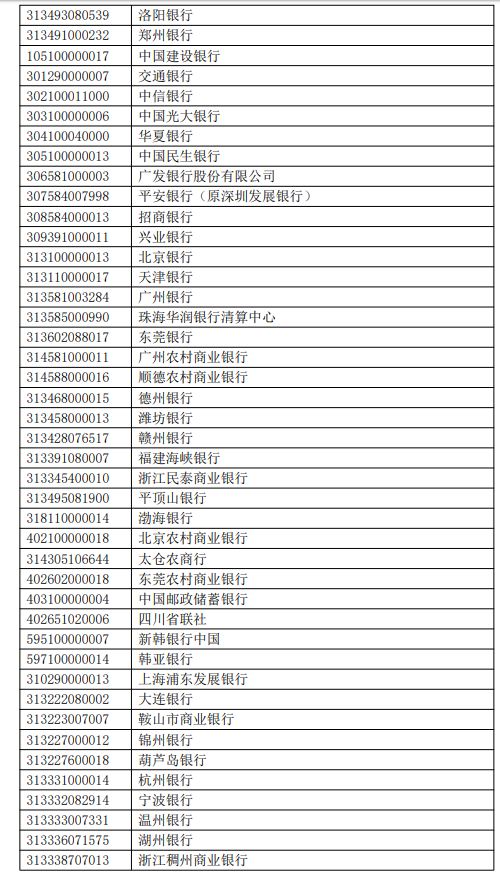 313493080539 洛阳银行
313491000232 郑州银行
105100000017 中国建设银行
301290000007 交通银行
302100011000 中信银行
303100000006 中国光大银行
304100040000 华夏银行
305100000013 中国民生银行
306581000003 广发银行股份有限公司
307584007998 平安银行（原深圳发展银行）
308584000013 招商银行
309391000011 兴业银行
313100000013 北京银行
313110000017 天津银行
313581003284 广州银行
313585000990 珠海华润银行清算中心
313602088017 东莞银行
314581000011 广州农村商业银行
314588000016 顺德农村商业银行
313468000015 德州银行
313458000013 潍坊银行
313428076517 赣州银行
313391080007 福建海峡银行
313345400010 浙江民泰商业银行
313495081900 平顶山银行
318110000014 渤海银行
402100000018 北京农村商业银行
314305106644 太仓农商行
402602000018 东莞农村商业银行
403100000004 中国邮政储蓄银行
402651020006 四川省联社
595100000007 新韩银行中国
597100000014 韩亚银行
310290000013 上海浦东发展银行
313222080002 大连银行
313223007007 鞍山市商业银行
313227000012 锦州银行
313227600018 葫芦岛银行
313331000014 杭州银行
313332082914 宁波银行
313333007331 温州银行
313336071575 湖州银行
313338707013 浙江稠州商业银行